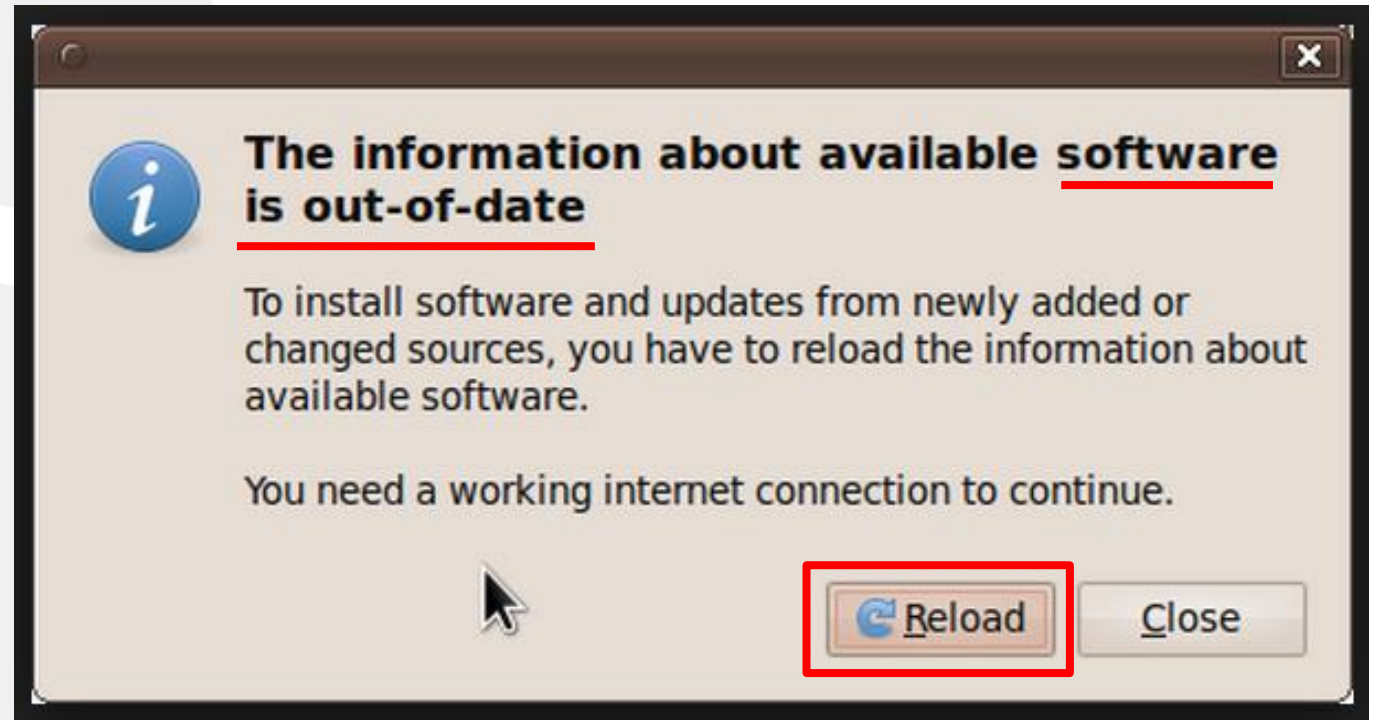 The information about available software
is out-of-date
To install software and updates from newly added or
changed sources, you have to reload the information about
available software.
You need a working internet connection to continue.
Reload Close